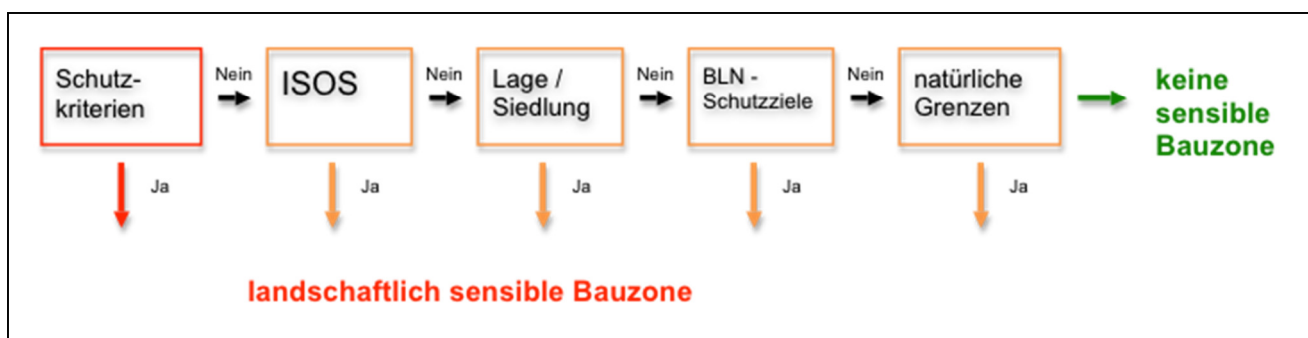 Schutz-
kriterien
Nein
ISOS
Nein
Lage /
Siedlung
Nein
BLN -
Schutzziele
Nein
natürliche
Grenzen
keine
sensible
Bauzone
Ja
Ja
Ja
Ja
Ja
landschaftlich sensible Bauzone